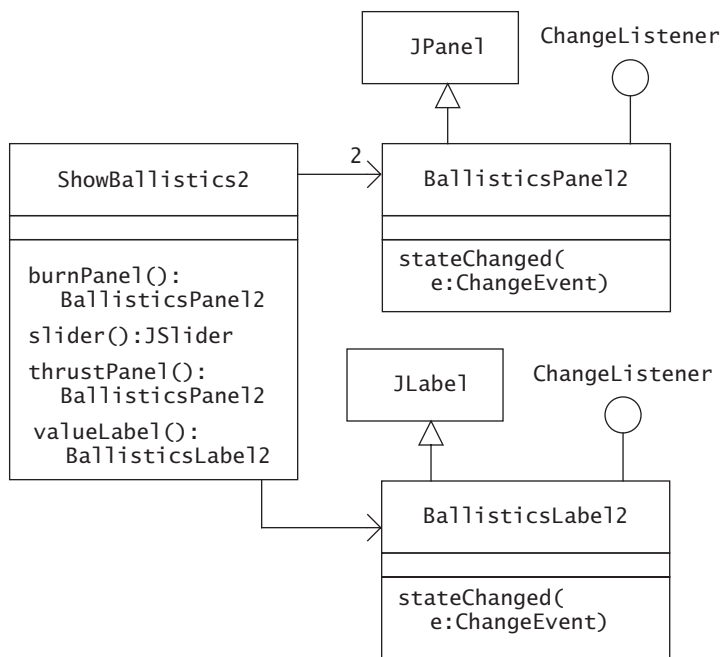 JPanel
ChangeListener
ShowBallistics2
2
BallisticsPanel2
burnPanel():
BallisticsPanel2
slider():JSlider
thrustPanel():
BallisticsPanel2
valueLabel():
BallisticsLabel2
stateChanged(
e:ChangeEvent)
JLabel
ChangeListener
BallisticsLabel2
stateChanged(
e:ChangeEvent)